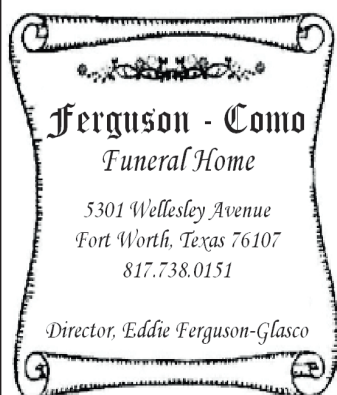 Ferguson - Como
Funeral Home
5301 Wellesley Avenue
Fort Worth, Texas 76107
817.738.0151
Director, Eddie Ferguson-Glasco